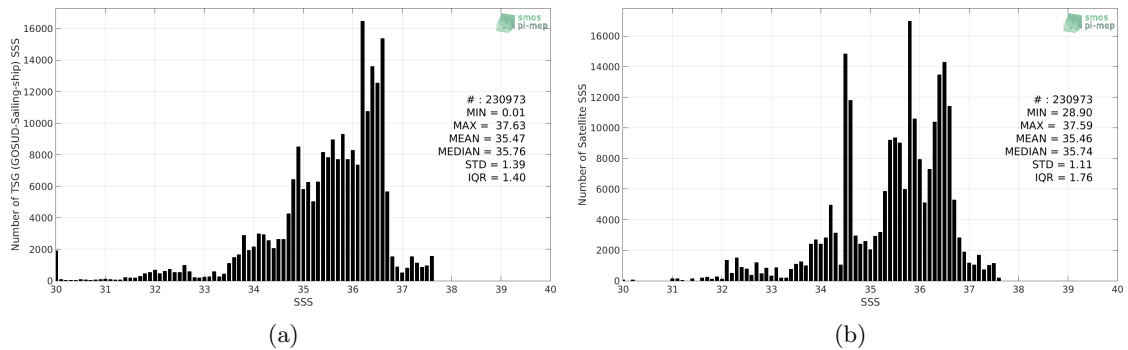 Number of TSG (GOSUD-Sailing-ship) SSS
16000
14000
12000
10000
8000
6000
4000
2000
0
30 31 32 33 34 35 36 37 38 39 40
SSS
smos
pi-mep
# : 230973
MIN = 0.01
MAX = 37.63
MEAN = 35.47
MEDIAN = 35.76
STD = 1.39
IQR = 1.40
(a)
Number of Satellite SSS
16000
14000
12000
10000
8000
6000
4000
2000
0
30 31 32 33 34 35 36 37 38 39 40
SSS
smos
pi-mep
# : 230973
MIN = 28.90
MAX = 37.59
MEAN = 35.46
MEDIAN = 35.74
STD = 1.11
IQR = 1.76
(b)